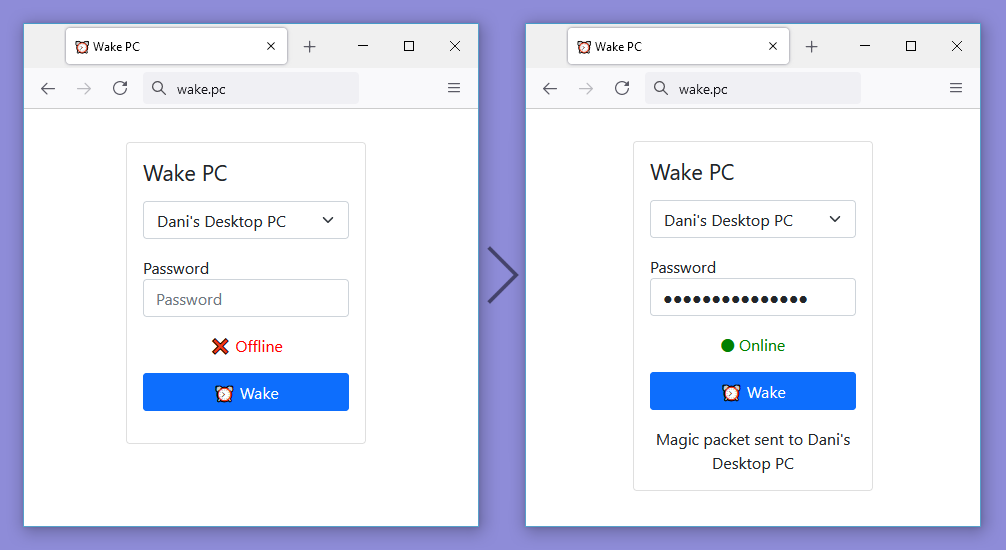 Wake PC
wake.pc
Wake PC
Dani's Desktop PC
Password
Password
Offline
Wake
Wake PC
wake.pc
Wake PC
Dani's Desktop PC
Password
●●●●●●●●●●●●●●●
Online
Wake
Magic packet sent to Dani's
Desktop PC